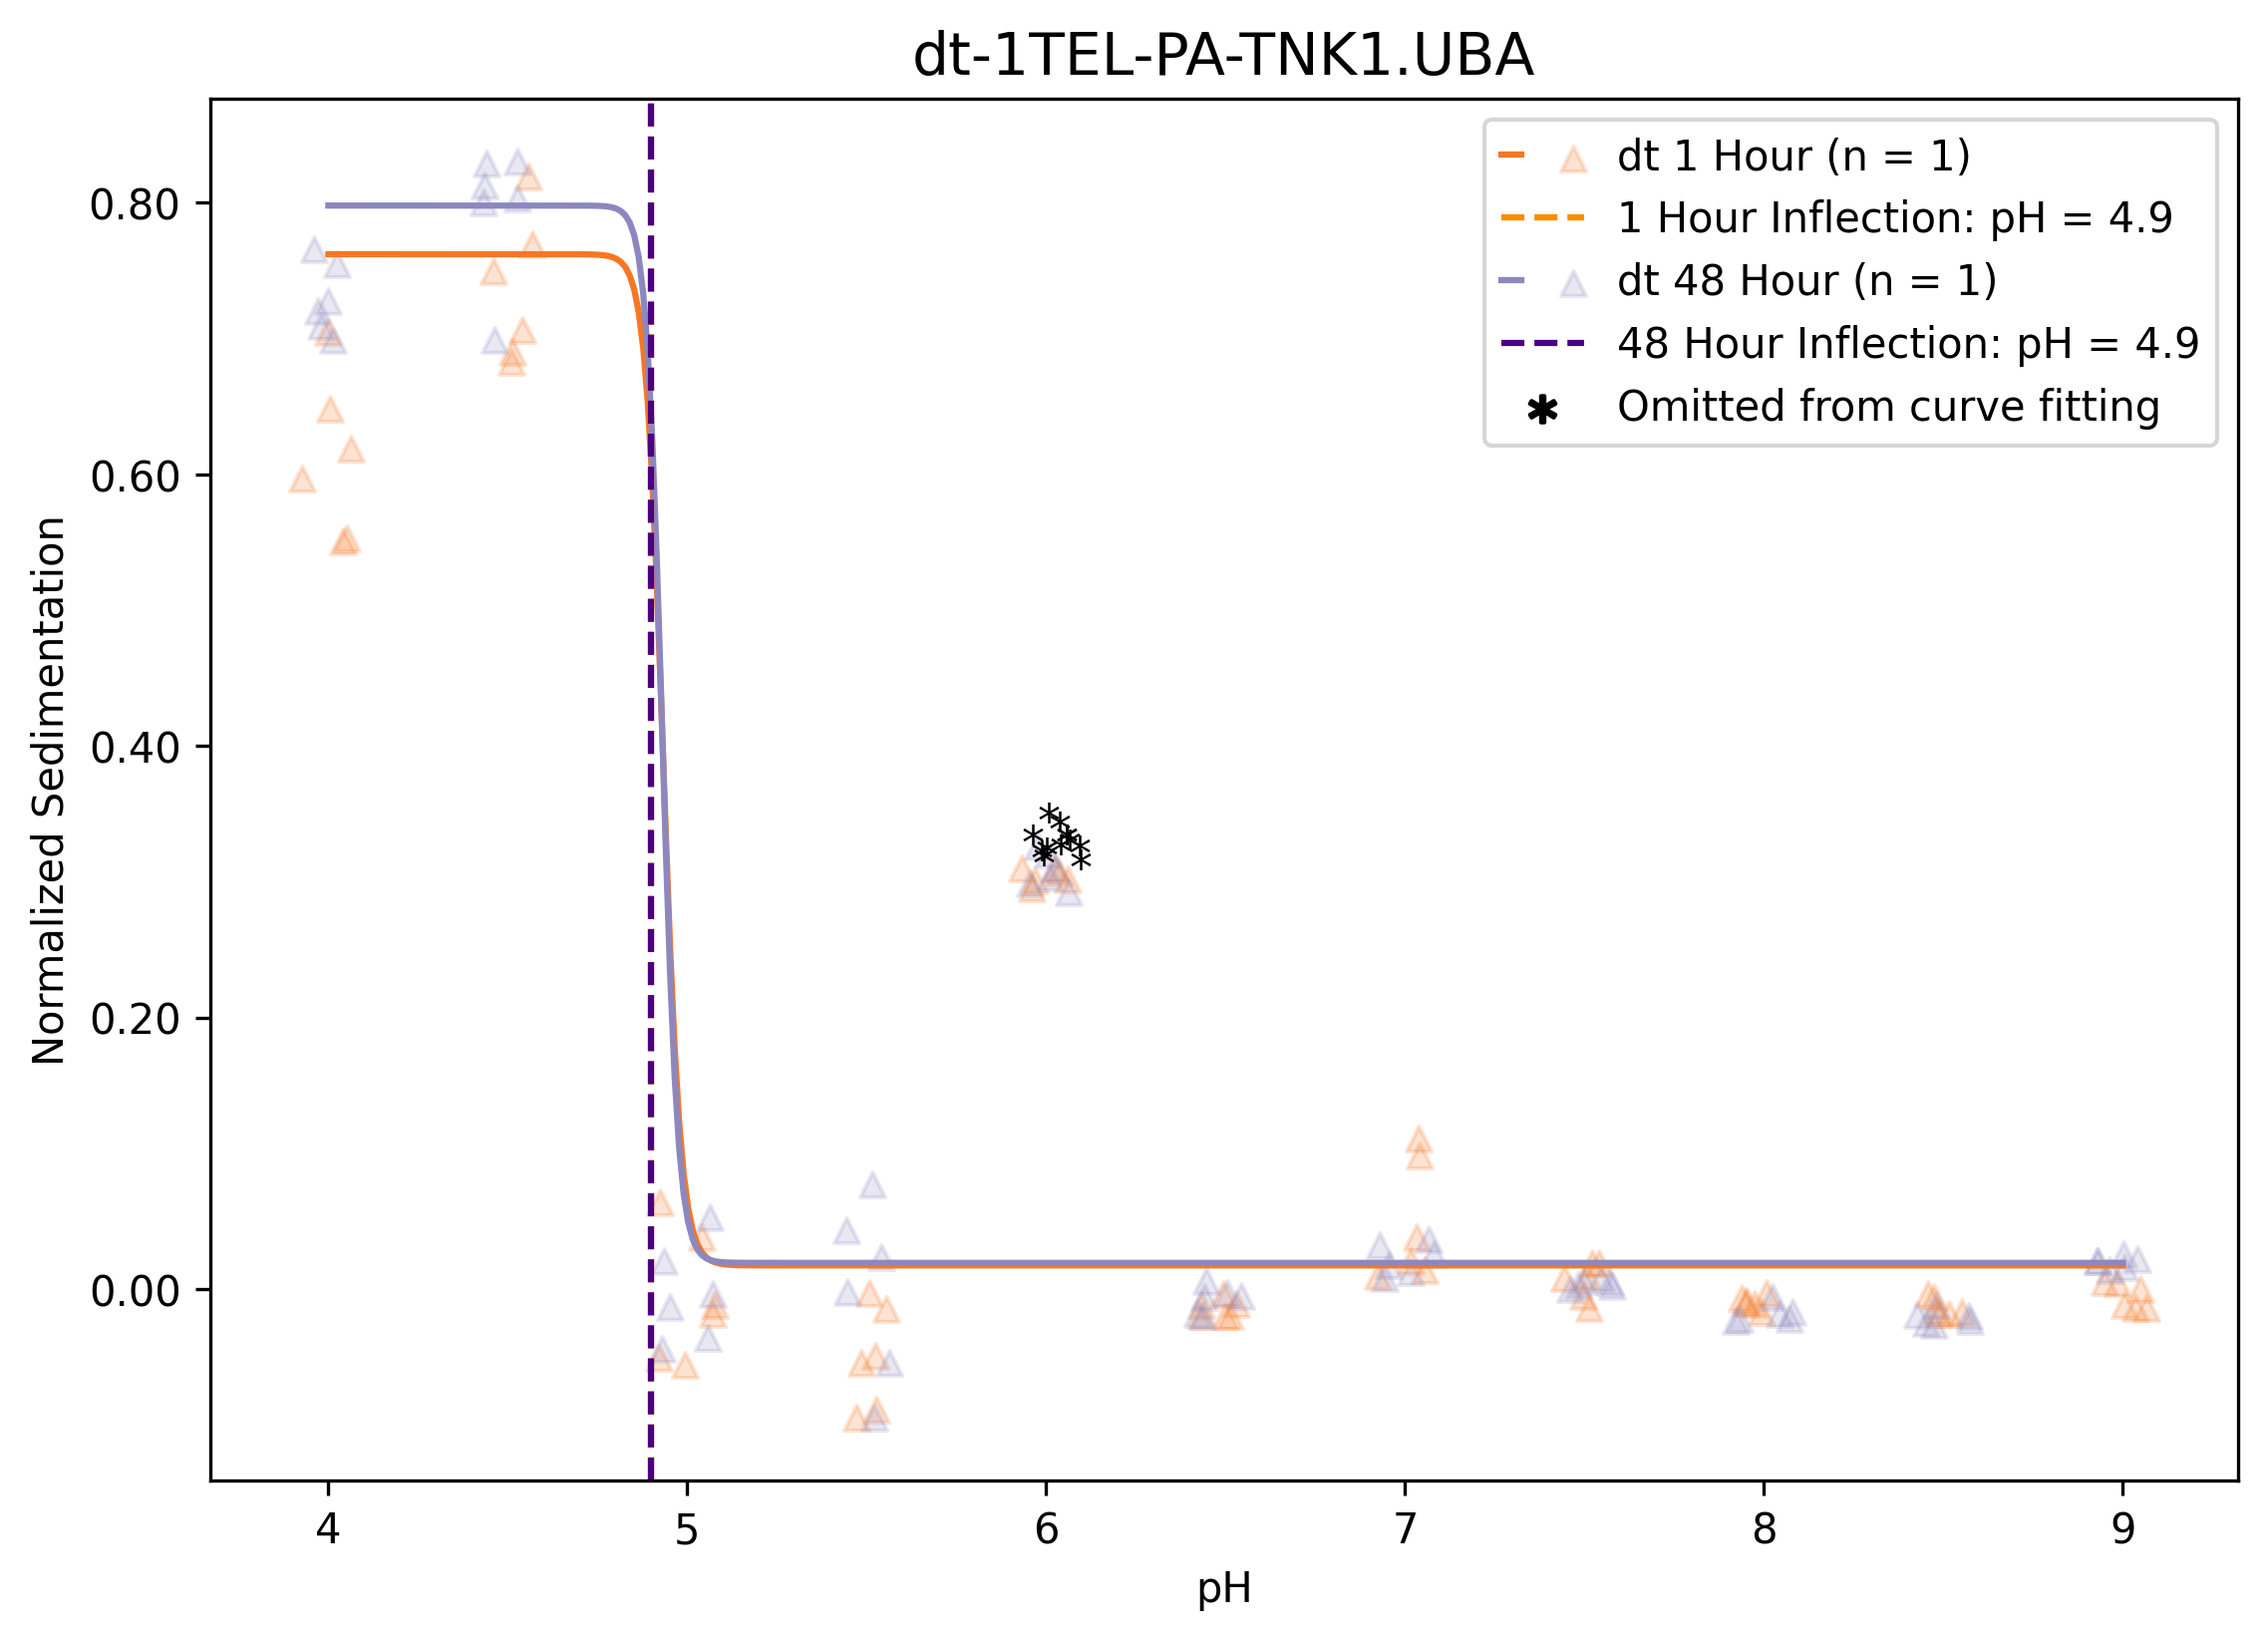 dt-1TEL-PA-TNK1.UBA
dt 1 Hour (n = 1)
1 Hour Inflection: pH = 4.9
dt 48 Hour (n = 1)
48 Hour Inflection: pH = 4.9
Omitted from curve fitting
Normalized Sedimentation
0.80
0.60
0.40
0.20
0.00
4 5 6 7 8 9
pH